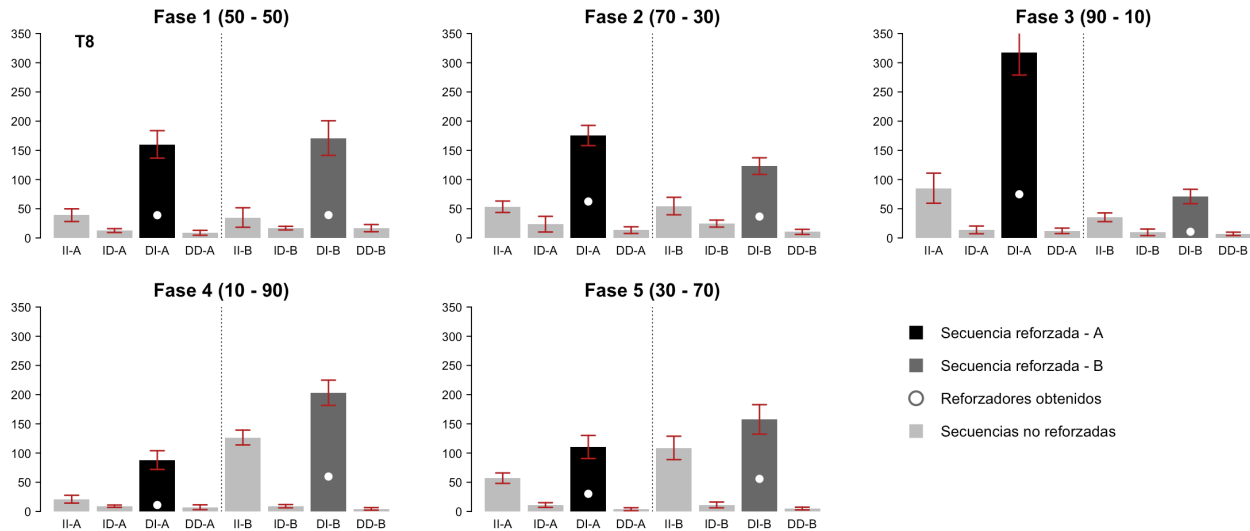 Fase 1 (50 - 50)
T8
350
300
250
200
150
100
50
0
II-A ID-A DI-A DD-A II-B ID-B DI-B DD-B
Fase 2 (70 - 30)
350
300
250
200
150
100
50
0
II-A ID-A DI-A DD-A II-B ID-B DI-B DD-B
Fase 3 (90 - 10)
350
300
250
200
150
100
50
0
II-A ID-A DI-A DD-A II-B ID-B DI-B DD-B
Fase 4 (10 - 90)
350
300
250
200
150
100
50
0
II-A ID-A DI-A DD-A II-B ID-B DI-B DD-B
Fase 5 (30 - 70)
350
300
250
200
150
100
50
0
II-A ID-A DI-A DD-A II-B ID-B DI-B DD-B
Secuencia reforzada - A
Secuencia reforzada - B
Reforzadores obtenidos
Secuencias no reforzadas